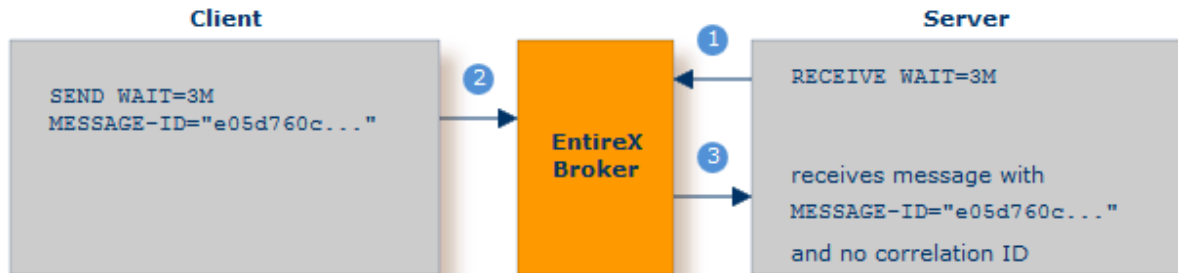 Client
Server
1
RECEIVE WAIT=3M
2
SEND WAIT=3M
MESSAGE-ID="e05d760c..."
EntireX
Broker
3
receives message with
MESSAGE-ID="e05d760c..."
and no correlation ID